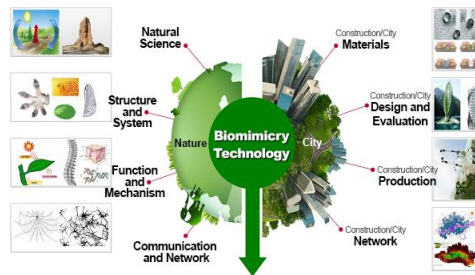 Natural
Science
Structure
and
System
Function
and
Mechanism
Communication
and Network
Nature
Biomimicry
Technology
City
Construction/City
Materials
Construction/City
Design and
Evaluation
Construction/City
Production
Construction/City
Network